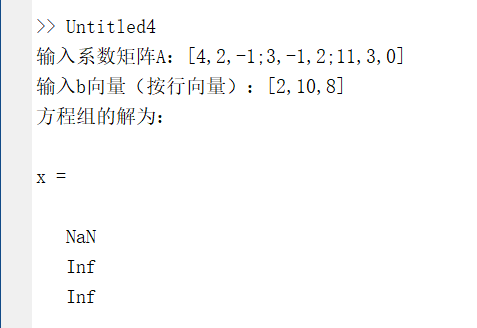 >> Untitled4
输入系数矩阵A：[4,2,-1;3,-1,2;11,3,0]
输入b向量（按行向量）：[2,10,8]
方程组的解为：
x =
NaN
Inf
Inf